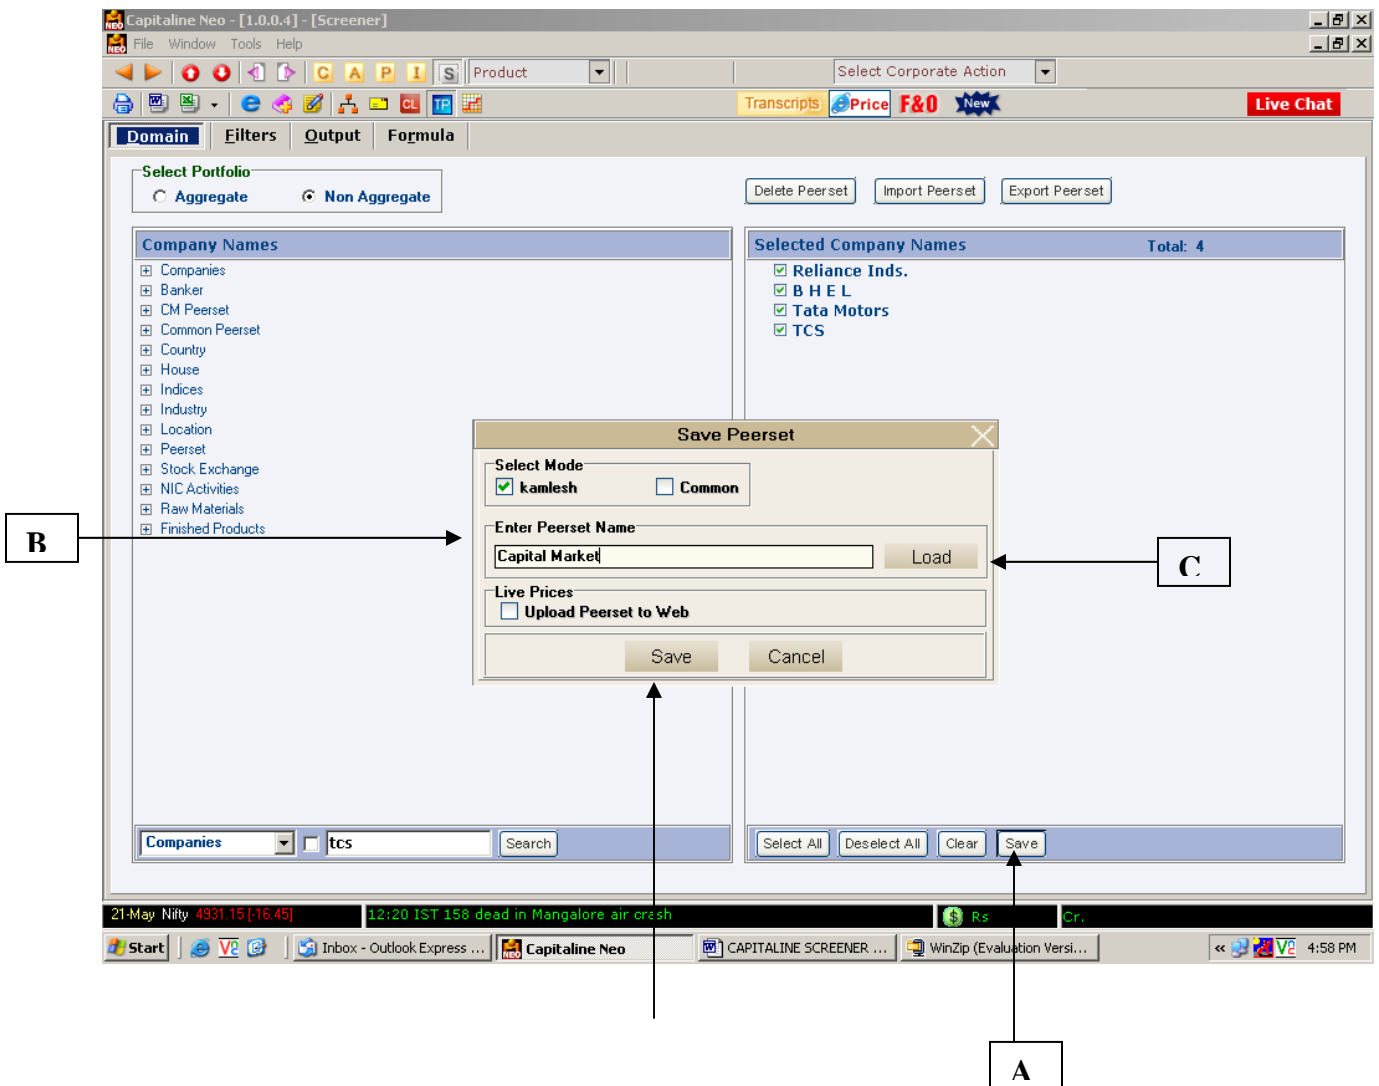 Capitaline Neo - [1.0.0.4] - [Screener]
NEO
File Window Tools Help
NEO
C A P I S Product Select Corporate Action
CL TP Transcripts ePrice F&O New Live Chat
Domain Filters Output Formula
Select Portfolio
Aggregate Non Aggregate
Delete Peerset Import Peerset Export Peerset
Company Names
Selected Company Names Total: 4
Companies
Banker
CM Peerset
Common Peerset
Country
House
Indices
Industry
Location
Peerset
Stock Exchange
NIC Activities
Raw Materials
Finished Products
Reliance Inds.
B H E L
Tata Motors
TCS
Save Peerset
Select Mode
kamlesh Common
Enter Peerset Name
Capital Market Load
Live Prices
Upload Peerset to Web
Save Cancel
B
C
Companies tcs Search
Select All Deselect All Clear Save
21-May Nifty 4931.15 [-16.45] 12:20 IST 158 dead in Mangalore air crash $ Rs Cr.
Start Inbox - Outlook Express ... Capitaline Neo CAPITALINE SCREENER ... WinZip (Evaluation Versi... « 4:58 PM
A